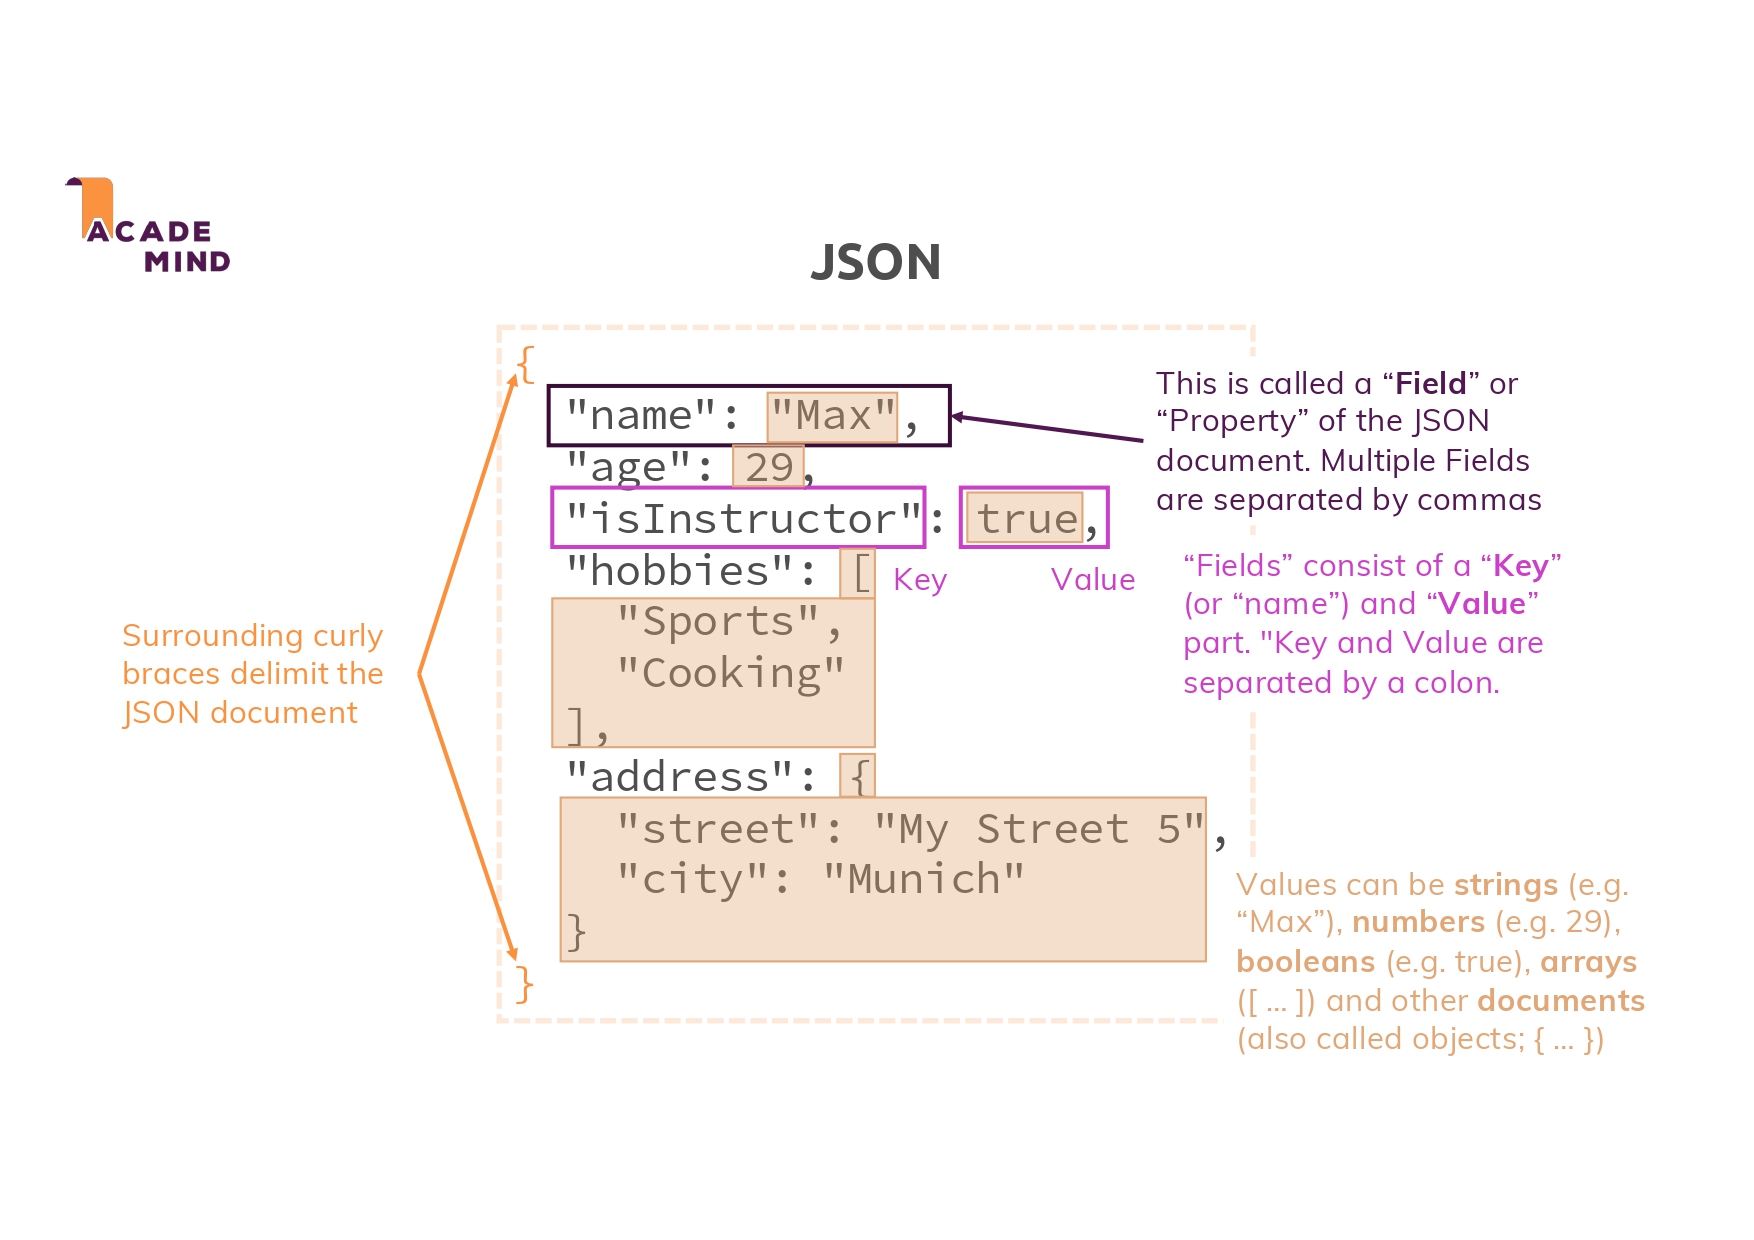 ACADE
MIND
JSON
{
"name": "Max",
"age": 29,
"isInstructor": true,
"hobbies": [
"Sports",
"Cooking"
],
"address": {
"street": "My Street 5",
"city": "Munich"
}
}
Key
Value
This is called a “Field” or
“Property” of the JSON
document. Multiple Fields
are separated by commas
“Fields” consist of a “Key”
(or “name”) and “Value”
part. "Key and Value are
separated by a colon.
Surrounding curly
braces delimit the
JSON document
Values can be strings (e.g.
“Max”), numbers (e.g. 29),
booleans (e.g. true), arrays
([ … ]) and other documents
(also called objects; { … })